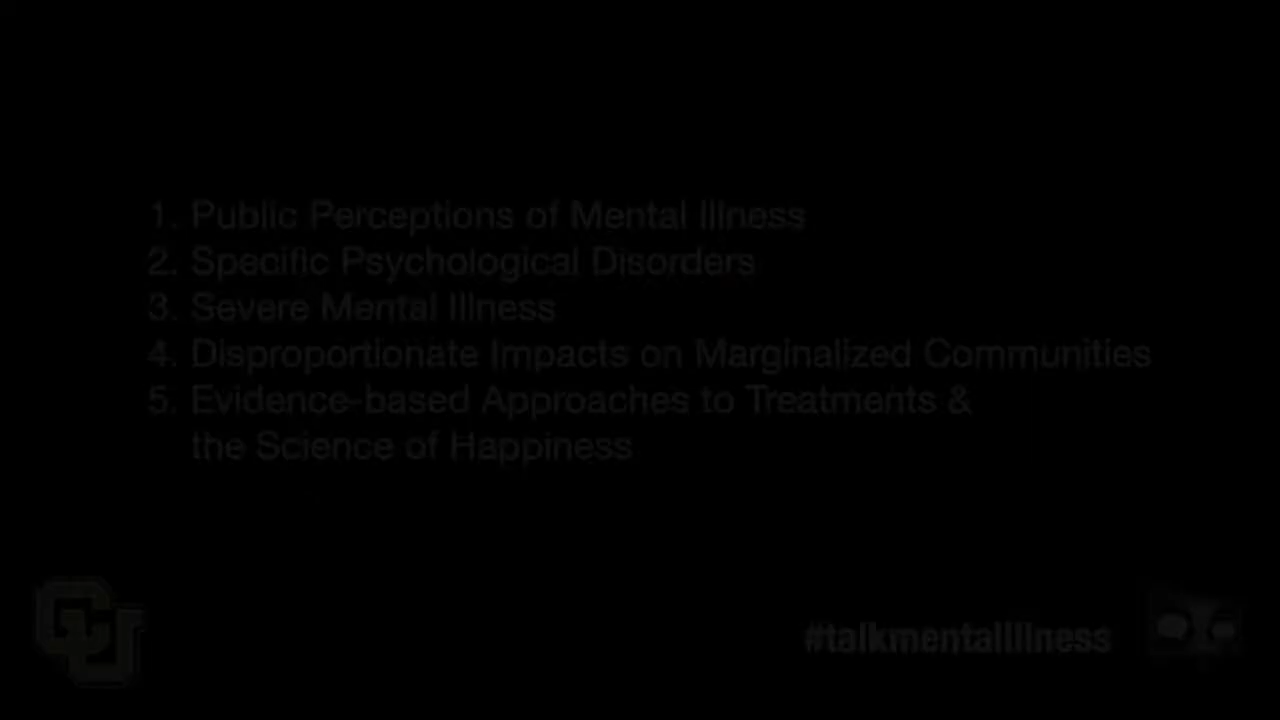 1. Public Perceptions of Mental Illness
2. Specific Psychological Disorders
3. Severe Mental Illness
4. Disproportionate Impacts on Marginalized Communities
5. Evidence-based Approaches to Treatments &
the Science of Happiness
CU
#talkmentalillness